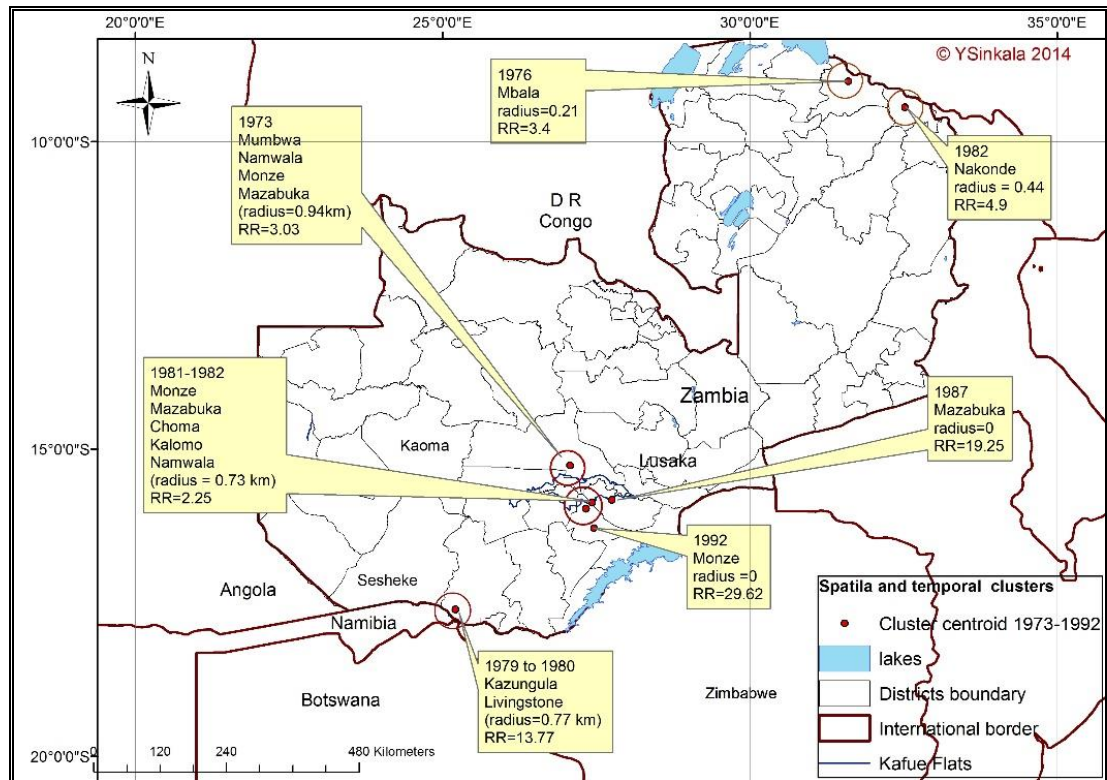 20°0'0"E
25°0'0"E
30°0'0"E
35°0'0"E
© YSinkala 2014
N
10°0'0"S
15°0'0"S
20°0'0"S
1976
Mbala
radius=0.21
RR=3.4
1973
Mumbwa
Namwala
Monze
Mazabuka
(radius=0.94km)
RR=3.03
1982
Nakonde
radius = 0.44
RR=4.9
D R
Congo
1981-1982
Monze
Mazabuka
Choma
Kalomo
Namwala
(radius = 0.73 km)
RR=2.25
1987
Mazabuka
radius=0
RR=19.25
Zambia
Kaoma
Lusaka
1992
Monze
radius =0
RR=29.62
Sesheke
Angola
Namibia
Botswana
Zimbabwe
1979 to 1980
Kazungula
Livingstone
(radius=0.77 km)
RR=13.77
0 120 240 480 Kilometers
Spatila and temporal clusters
Cluster centroid 1973-1992
lakes
Districts boundary
International border
Kafue Flats